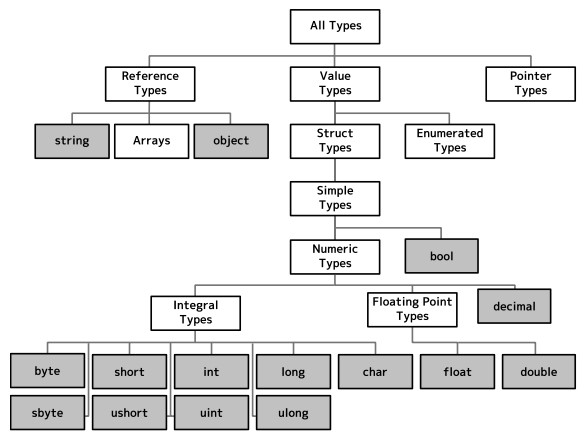 All Types
Reference
Types
Value
Types
Pointer
Types
string
Arrays
object
Struct
Types
Enumerated
Types
Simple
Types
Numeric
Types
bool
Integral
Types
Floating Point
Types
decimal
byte
short
int
long
char
float
double
sbyte
ushort
uint
ulong